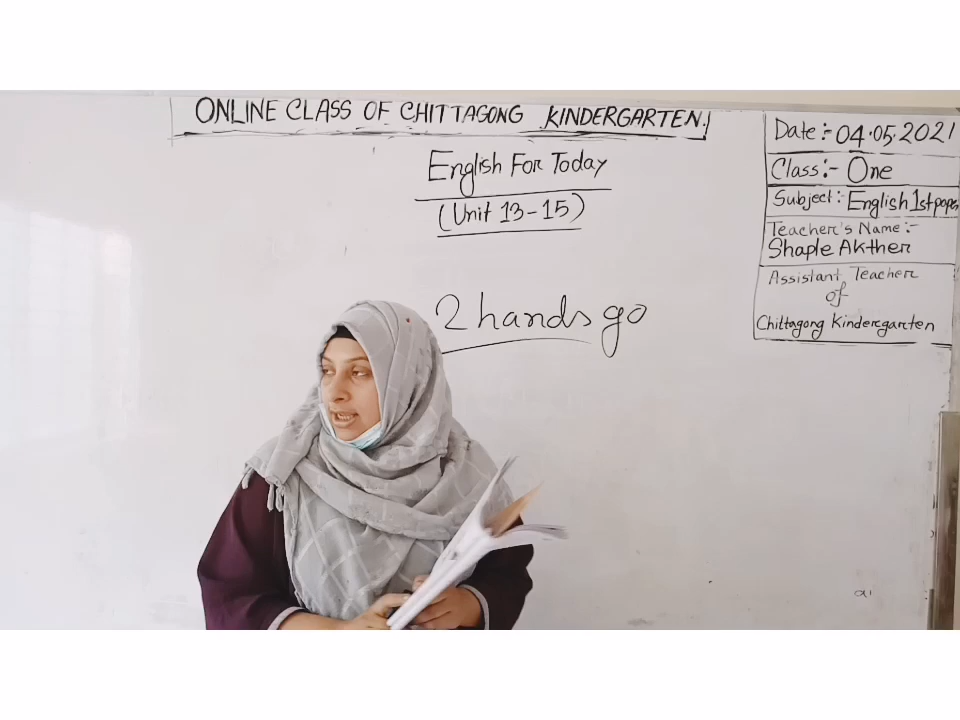 ONLINE CLASS OF CHITTAGONG KINDERGARTEN.
English For Today
(Unit 13-15)
2 hands go
Date:- 04.05.2021
Class:- One
Subject:- English 1st paper
Teacher's Name:-
Shaple Akther
Assistant Teacher
of
Chittagong Kindergarten